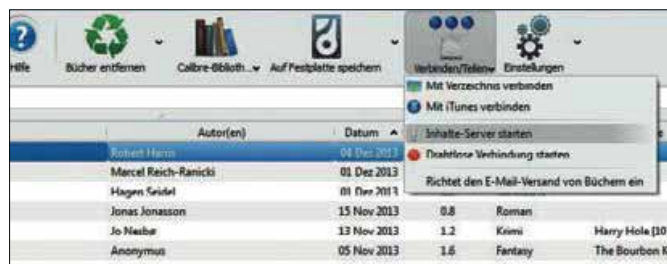 Hilfe Bücher entfernen Calibre-Biblioth... Auf Festplatte speichern Verbinden/Teilen Einstellungen
Mit Verzeichnis verbinden
Mit iTunes verbinden
Autor(en) Datum Inhalte-Server starten
Robert Harris 04 Dez 2013 Drahtlose Verbindung starten
Marcel Reich-Ranicki 01 Dez 2013
Richtet den E-Mail-Versand von Büchern ein
Hagen Seidel 01 Dez 2013
Jonas Jonasson 15 Nov 2013 0.8 Roman
Jo Nesbø 13 Nov 2013 1.2 Krimi Harry Hole [10
Anonymus 05 Nov 2013 1.6 Fantasy The Bourbon K